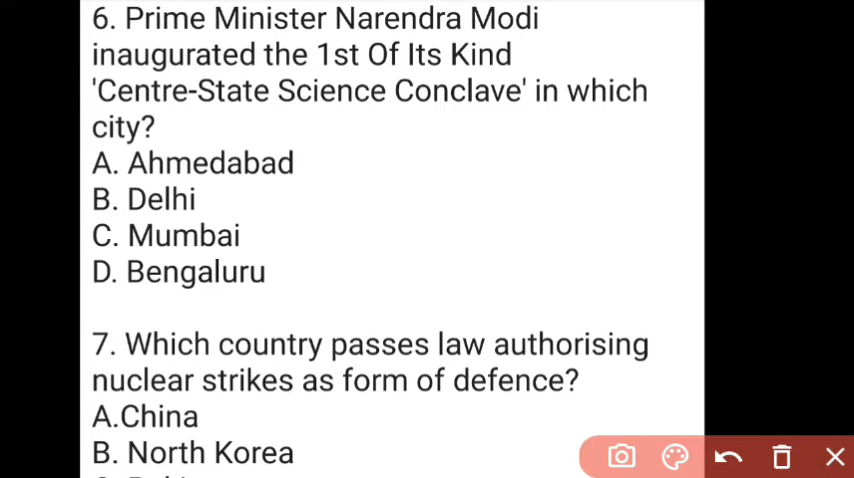 6. Prime Minister Narendra Modi
inaugurated the 1st Of Its Kind
'Centre-State Science Conclave' in which
city?
A. Ahmedabad
B. Delhi
C. Mumbai
D. Bengaluru
7. Which country passes law authorising
nuclear strikes as form of defence?
A.China
B. North Korea